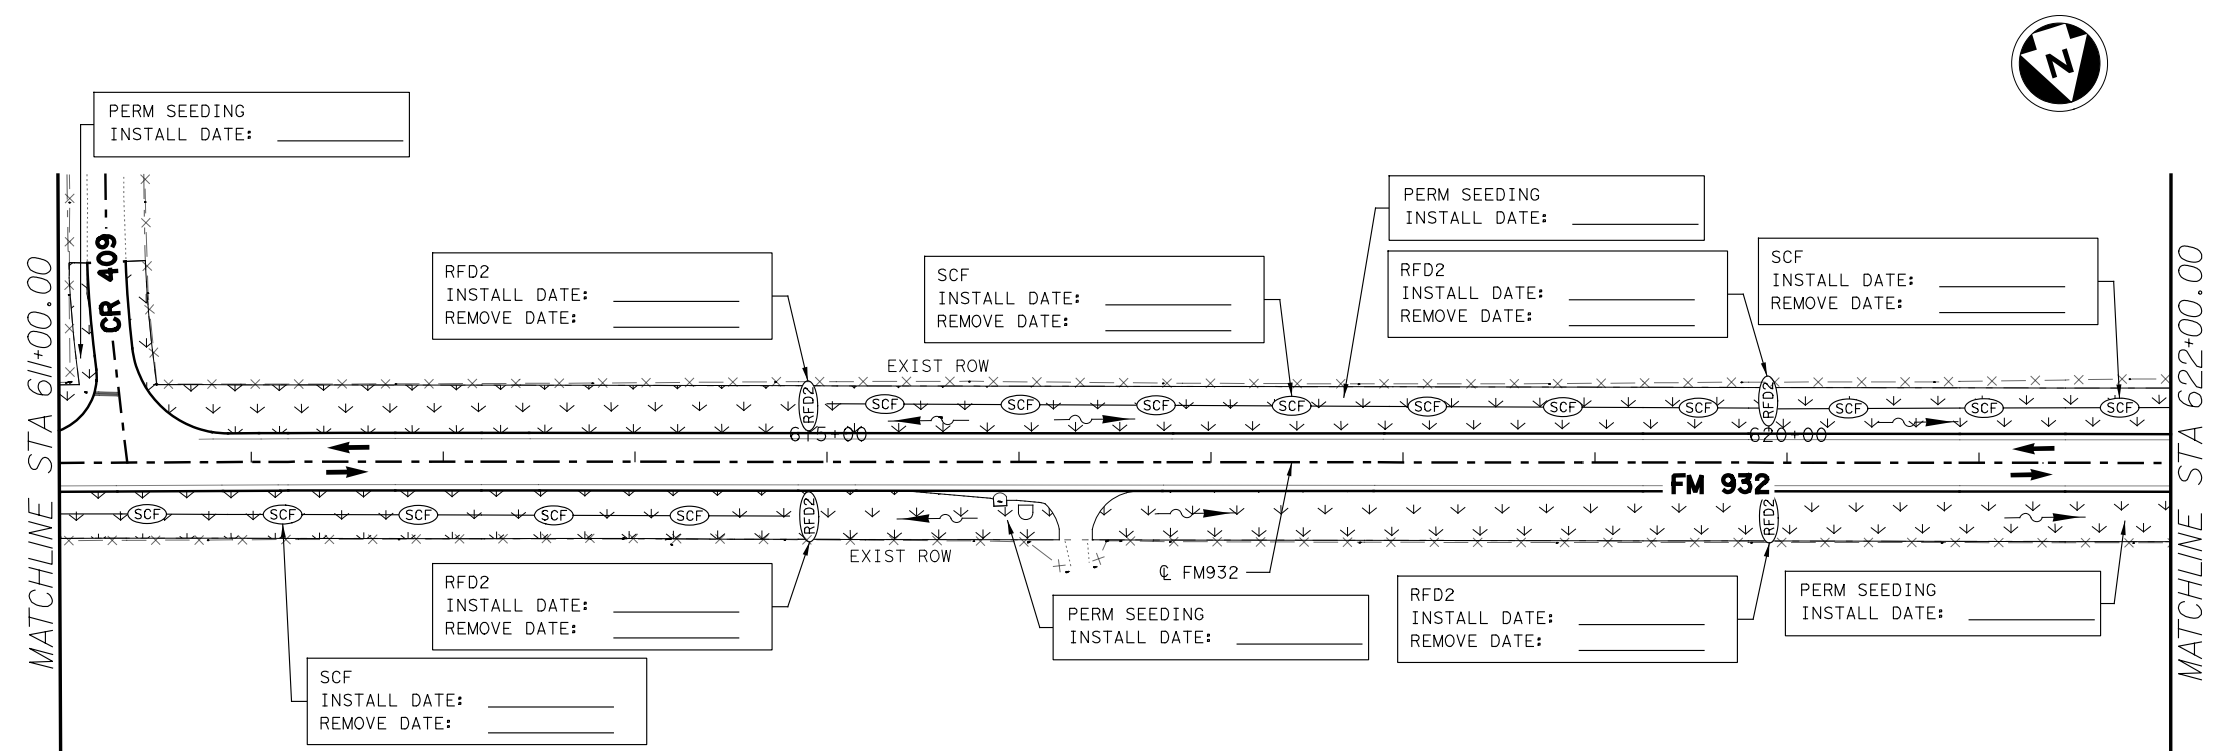 N
PERM SEEDING
INSTALL DATE:
PERM SEEDING
INSTALL DATE:
RFD2
INSTALL DATE:
REMOVE DATE:
SCF
INSTALL DATE:
REMOVE DATE:
RFD2
INSTALL DATE:
REMOVE DATE:
SCF
INSTALL DATE:
REMOVE DATE:
MATCHLINE STA 611+00.00
CR 409
EXIST ROW
RFD2
SCF
SCF
SCF
SCF
SCF
SCF
SCF
RFD2
SCF
SCF
SCF
615+00
620+00
FM 932
SCF
SCF
SCF
SCF
SCF
RFD2
RFD2
EXIST ROW
℄ FM932
MATCHLINE STA 622+00.00
RFD2
INSTALL DATE:
REMOVE DATE:
PERM SEEDING
INSTALL DATE:
RFD2
INSTALL DATE:
REMOVE DATE:
PERM SEEDING
INSTALL DATE:
SCF
INSTALL DATE:
REMOVE DATE: